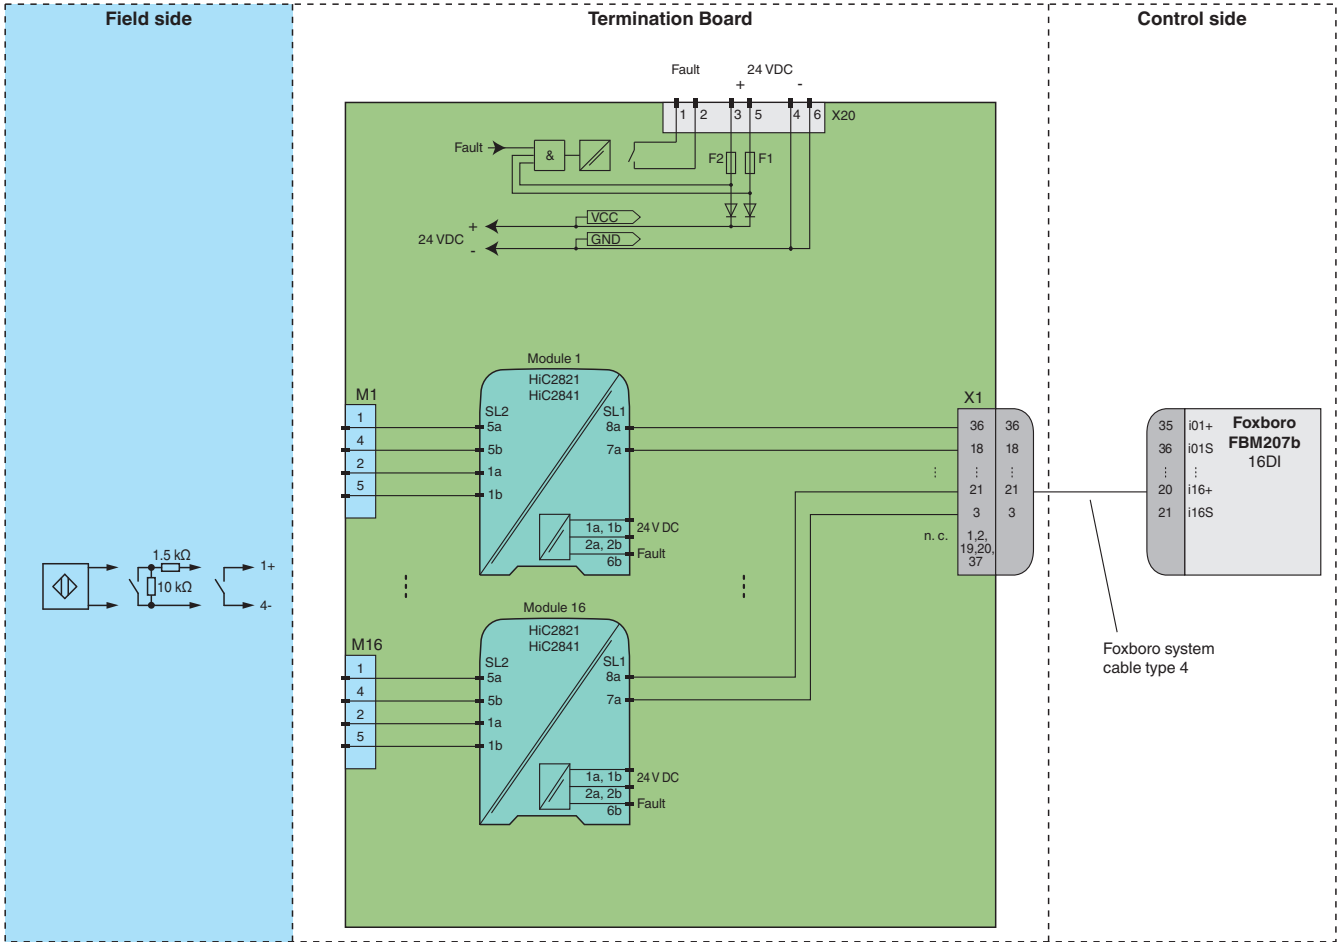 Field side
Termination Board
Control side
Fault
24 VDC
+
-
1
2
3
5
4
6
X20
Fault
&
F2
F1
VCC
+
24 VDC
-
GND
Module 1
HiC2821
HiC2841
M1
1
4
2
5
SL2
5a
5b
1a
1b
SL1
8a
7a
1a, 1b
2a, 2b
6b
24 V DC
Fault
X1
36
36
18
18
21
21
3
3
n. c.
1,2,
19,20,
37
35
i01+
36
i01S
20
i16+
21
i16S
Foxboro
FBM207b
16DI
1.5 kΩ
10 kΩ
1+
4-
Module 16
HiC2821
HiC2841
M16
1
4
2
5
SL2
5a
5b
1a
1b
SL1
8a
7a
1a, 1b
2a, 2b
6b
24 V DC
Fault
Foxboro system
cable type 4